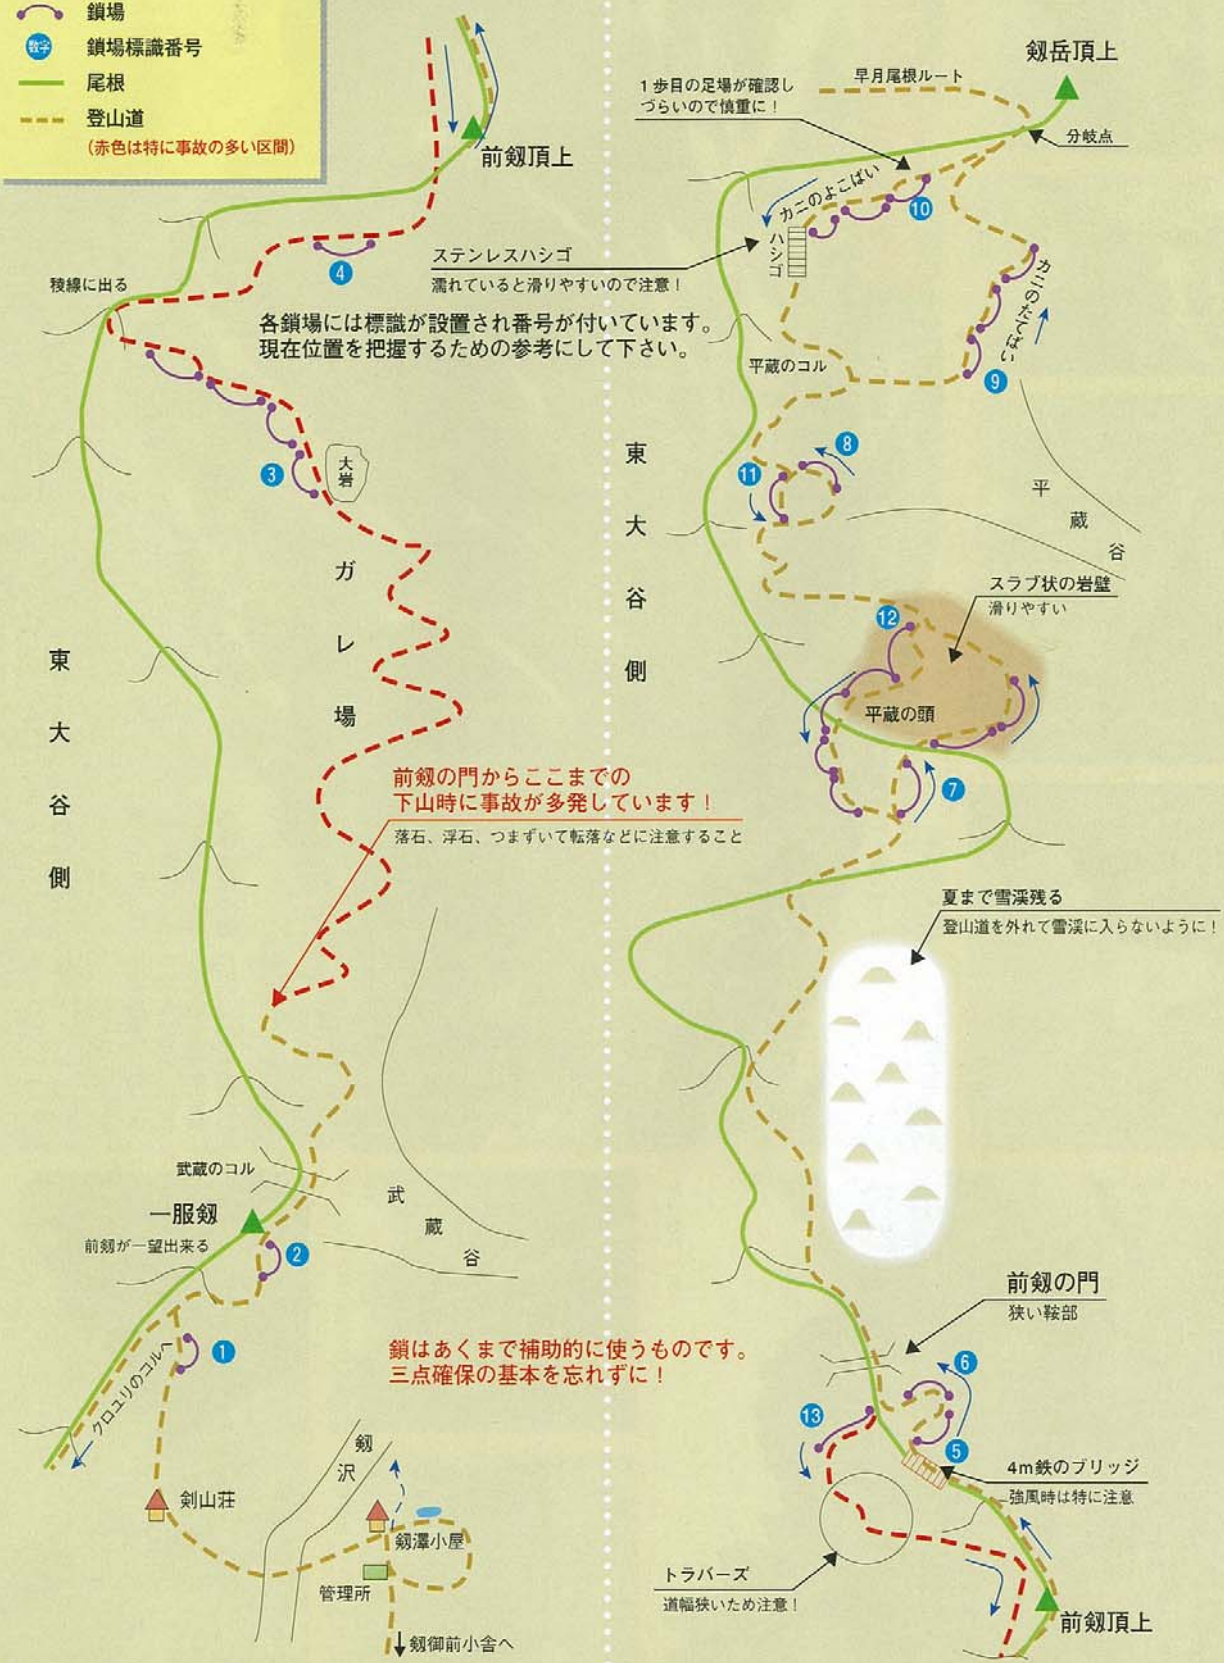 鎖場
数字 鎖場標識番号
尾根
登山道
(赤色は特に事故の多い区間)
前剱頂上
4
稜線に出る
各鎖場には標識が設置され番号が付いています。
現在位置を把握するための参考にして下さい。
3
大岩
ガレ場
東大谷側
前剱の門からここまでの
下山時に事故が多発しています！
落石、浮石、つまずいて転落などに注意すること
武蔵のコル
一服剱
前剱が一望出来る
武蔵谷
2
1
クロユリのコルへ
鎖はあくまで補助的に使うものです。
三点確保の基本を忘れずに！
剱沢
剣山荘
剱澤小屋
管理所
剱御前小舎へ
剱岳頂上
早月尾根ルート
1歩目の足場が確認し
づらいので慎重に！
分岐点
カニのよこばい
10
ハシゴ
ステンレスハシゴ
濡れていると滑りやすいので注意！
カニのたてばい
9
平蔵のコル
東大谷側
8
11
平蔵谷
スラブ状の岩壁
滑りやすい
12
平蔵の頭
7
夏まで雪渓残る
登山道を外れて雪渓に入らないように！
前剱の門
狭い鞍部
6
13
5
4m鉄のブリッジ
強風時は特に注意
トラバーズ
道幅狭いため注意！
前剱頂上